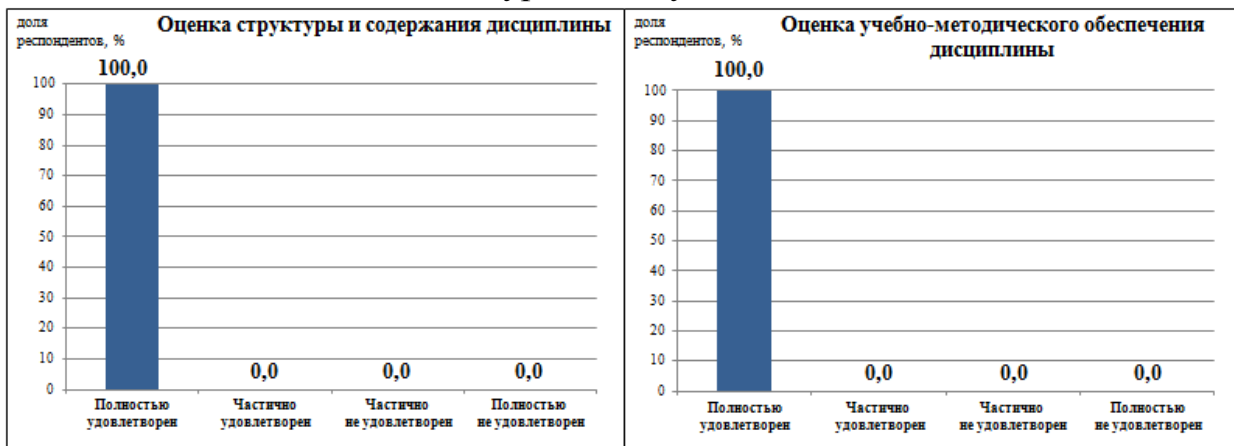 доля
респондентов, %
Оценка структуры и содержания дисциплины
100,0
100
90
80
70
60
50
40
30
20
10
0
0,0
0,0
0,0
Полностью
удовлетворен
Частично
удовлетворен
Частично
не удовлетворен
Полностью
не удовлетворен
доля
респондентов, %
Оценка учебно-методического обеспечения
дисциплины
100,0
100
90
80
70
60
50
40
30
20
10
0
0,0
0,0
0,0
Полностью
удовлетворен
Частично
удовлетворен
Частично
не удовлетворен
Полностью
не удовлетворен